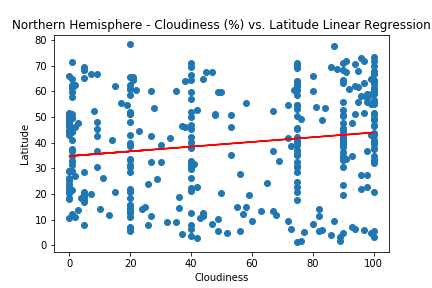 Northern Hemisphere - Cloudiness (%) vs. Latitude Linear Regression
80
70
60
50
40
30
20
10
0
Latitude
0 20 40 60 80 100
Cloudiness